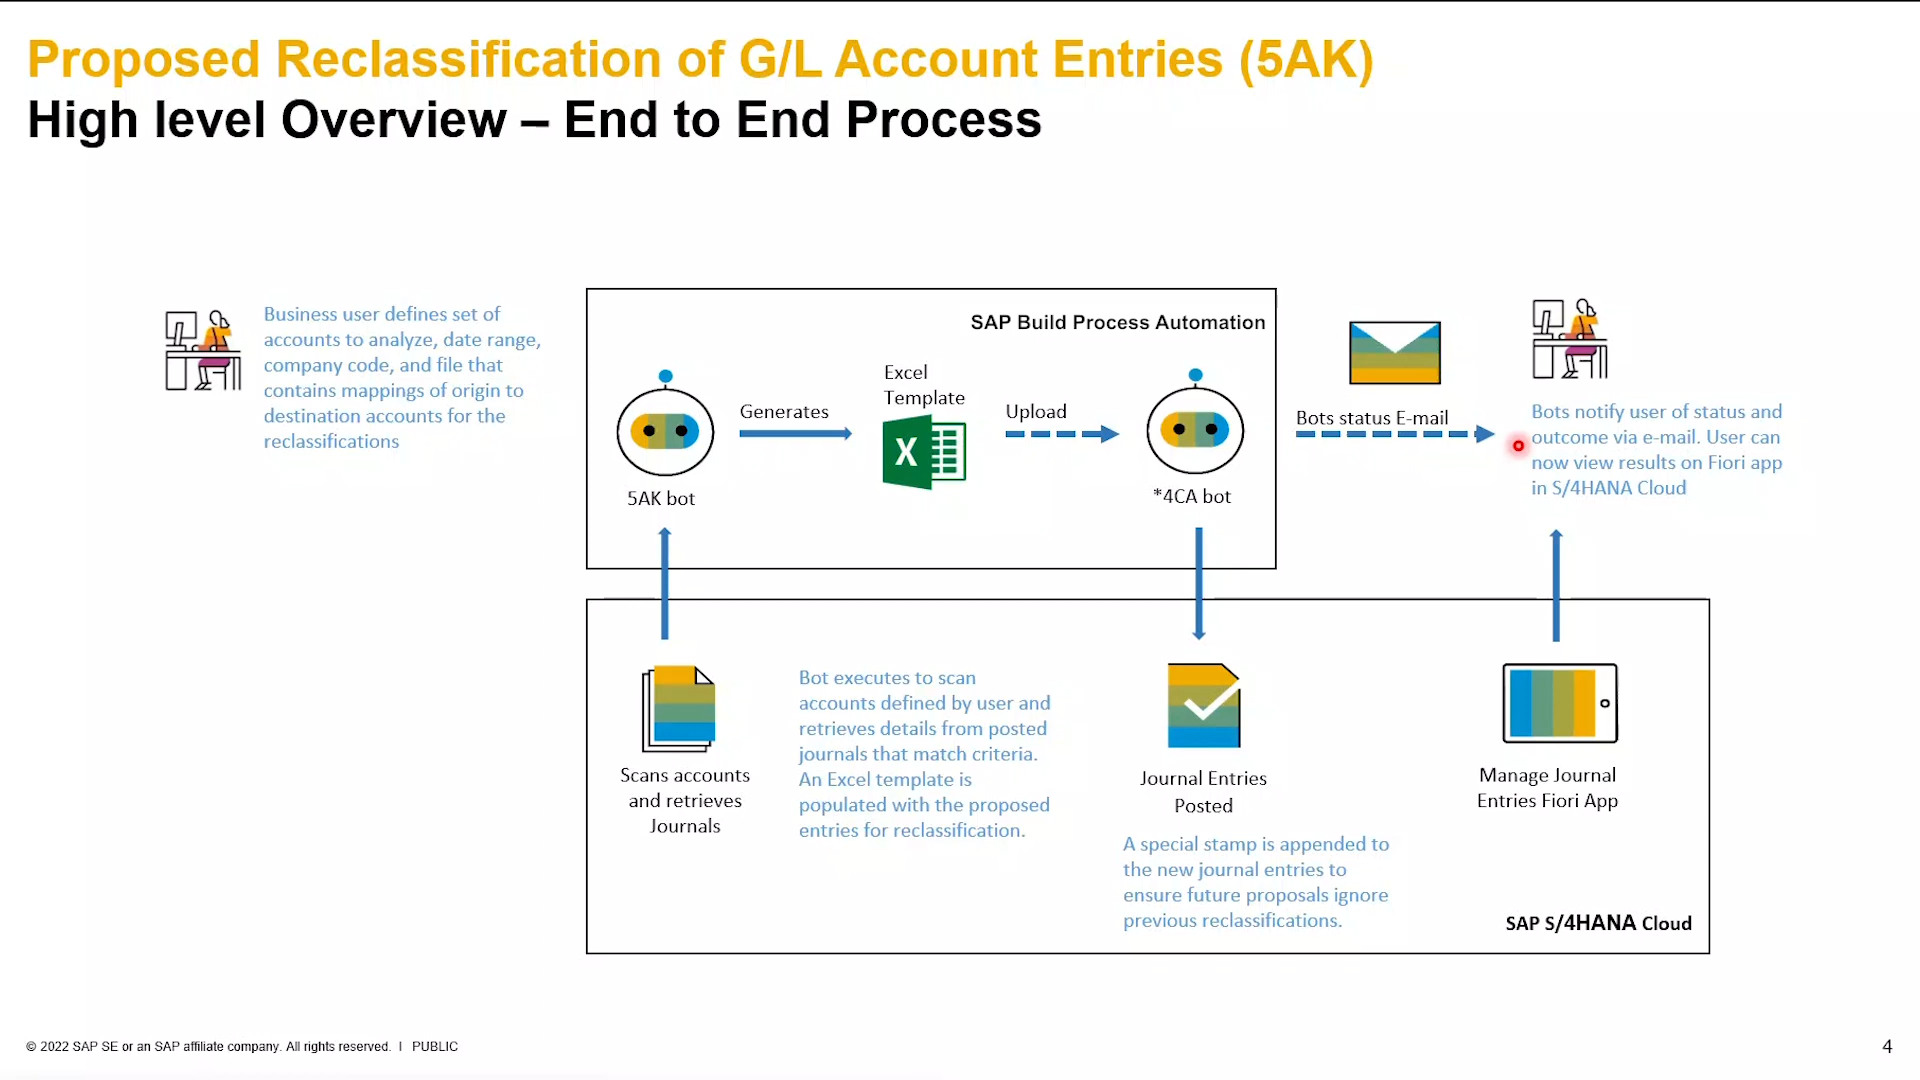 Proposed Reclassification of G/L Account Entries (5AK)
High level Overview – End to End Process
Business user defines set of
accounts to analyze, date range,
company code, and file that
contains mappings of origin to
destination accounts for the
reclassifications
SAP Build Process Automation
5AK bot
Generates
Excel
Template
X
Upload
*4CA bot
Bots status E-mail
Bots notify user of status and
outcome via e-mail. User can
now view results on Fiori app
in S/4HANA Cloud
Scans accounts
and retrieves
Journals
Bot executes to scan
accounts defined by user and
retrieves details from posted
journals that match criteria.
An Excel template is
populated with the proposed
entries for reclassification.
Journal Entries
Posted
A special stamp is appended to
the new journal entries to
ensure future proposals ignore
previous reclassifications.
Manage Journal
Entries Fiori App
SAP S/4HANA Cloud
© 2022 SAP SE or an SAP affiliate company. All rights reserved. I PUBLIC
4